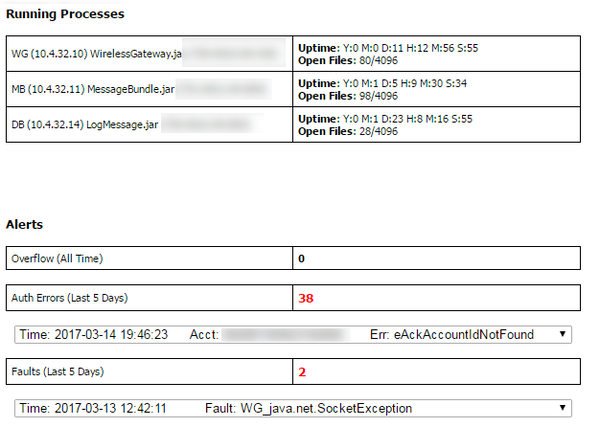 Running Processes
WG (10.4.32.10) WirelessGateway.ja
Uptime: Y:0 M:0 D:11 H:12 M:56 S:55
Open Files: 80/4096
MB (10.4.32.11) MessageBundle.jar
Uptime: Y:0 M:1 D:5 H:9 M:30 S:34
Open Files: 98/4096
DB (10.4.32.14) LogMessage.jar
Uptime: Y:0 M:1 D:23 H:8 M:16 S:55
Open Files: 28/4096
Alerts
Overflow (All Time) 0
Auth Errors (Last 5 Days) 38
Time: 2017-03-14 19:46:23 Acct: Err: eAckAccountIdNotFound
Faults (Last 5 Days) 2
Time: 2017-03-13 12:42:11 Fault: WG_java.net.SocketException